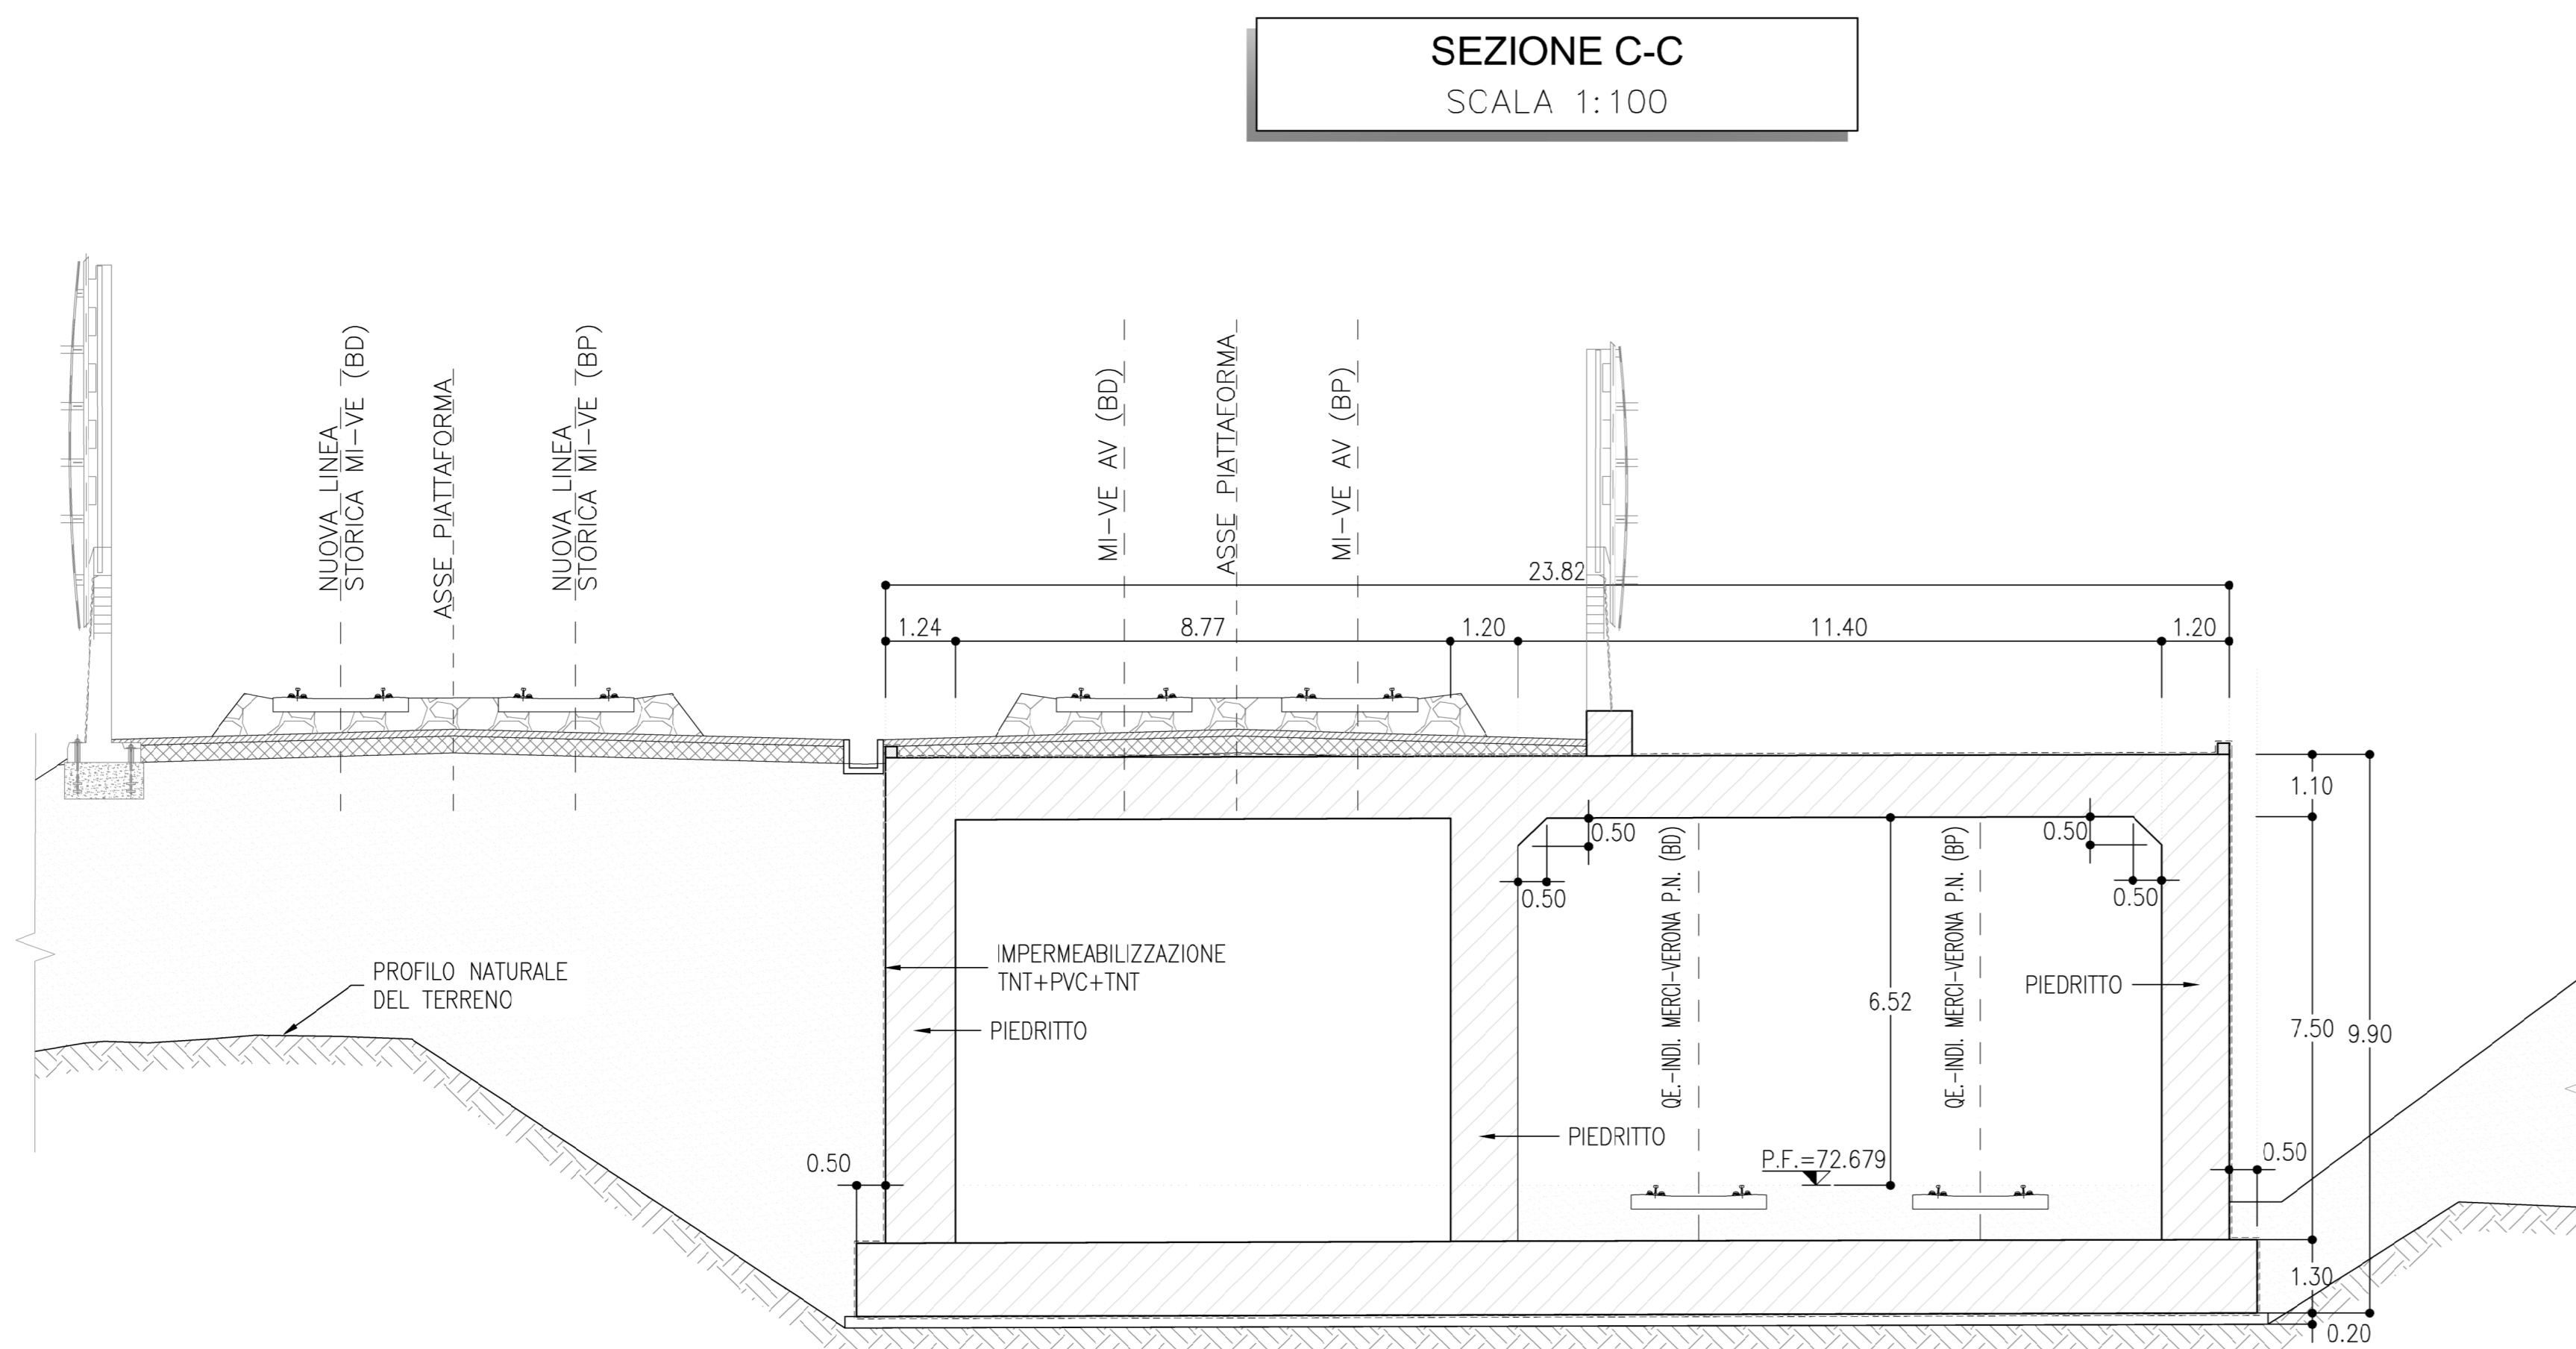 SEZIONE C-C
SCALA 1:100
NUOVA LINEA
STORICA MI-VE (BD)
ASSE PIATTAFORMA
NUOVA LINEA
STORICA MI-VE (BP)
MI-VE AV (BD)
ASSE PIATTAFORMA
MI-VE AV (BP)
23.82
1.24
8.77
1.20
11.40
1.20
1.10
0.50
0.50
0.50
0.50
QE.-INDI. MERCI-VERONA P.N. (BD)
QE.-INDI. MERCI-VERONA P.N. (BP)
IMPERMEABILIZZAZIONE
TNT+PVC+TNT
PROFILO NATURALE
DEL TERRENO
PIEDRITTO
PIEDRITTO
6.52
7.50
9.90
PIEDRITTO
P.F.=72.679
0.50
0.50
1.30
0.20